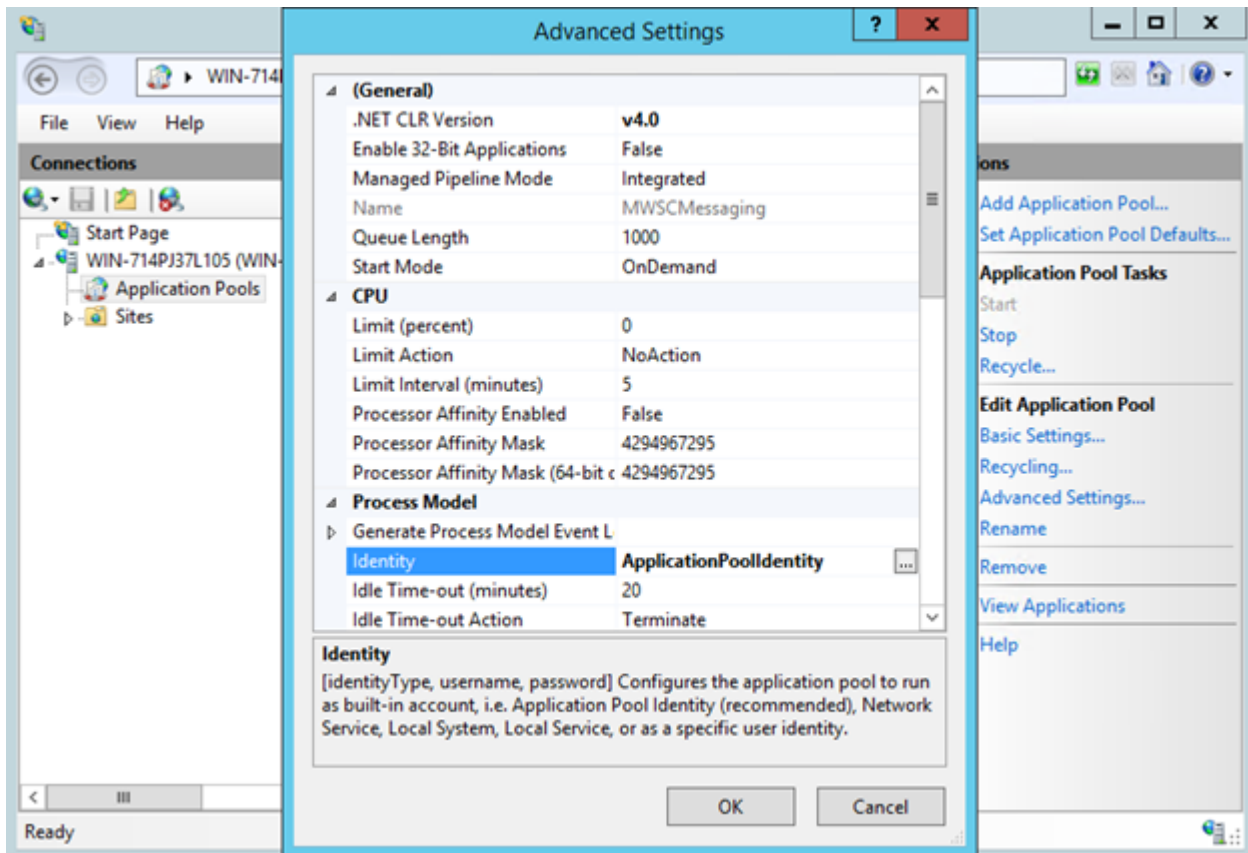 Advanced Settings
?
x
x
WIN-714
File View Help
Connections
Start Page
WIN-714PJ37L105 (WIN-
Application Pools
Sites
(General)
.NET CLR Version v4.0
Enable 32-Bit Applications False
Managed Pipeline Mode Integrated
Name MWSCMessaging
Queue Length 1000
Start Mode OnDemand
CPU
Limit (percent) 0
Limit Action NoAction
Limit Interval (minutes) 5
Processor Affinity Enabled False
Processor Affinity Mask 4294967295
Processor Affinity Mask (64-bit c 4294967295
Process Model
Generate Process Model Event L
Identity ApplicationPoolIdentity ...
Idle Time-out (minutes) 20
Idle Time-out Action Terminate
Identity
[identityType, username, password] Configures the application pool to run
as built-in account, i.e. Application Pool Identity (recommended), Network
Service, Local System, Local Service, or as a specific user identity.
OK Cancel
ions
Add Application Pool...
Set Application Pool Defaults...
Application Pool Tasks
Start
Stop
Recycle...
Edit Application Pool
Basic Settings...
Recycling...
Advanced Settings...
Rename
Remove
View Applications
Help
Ready